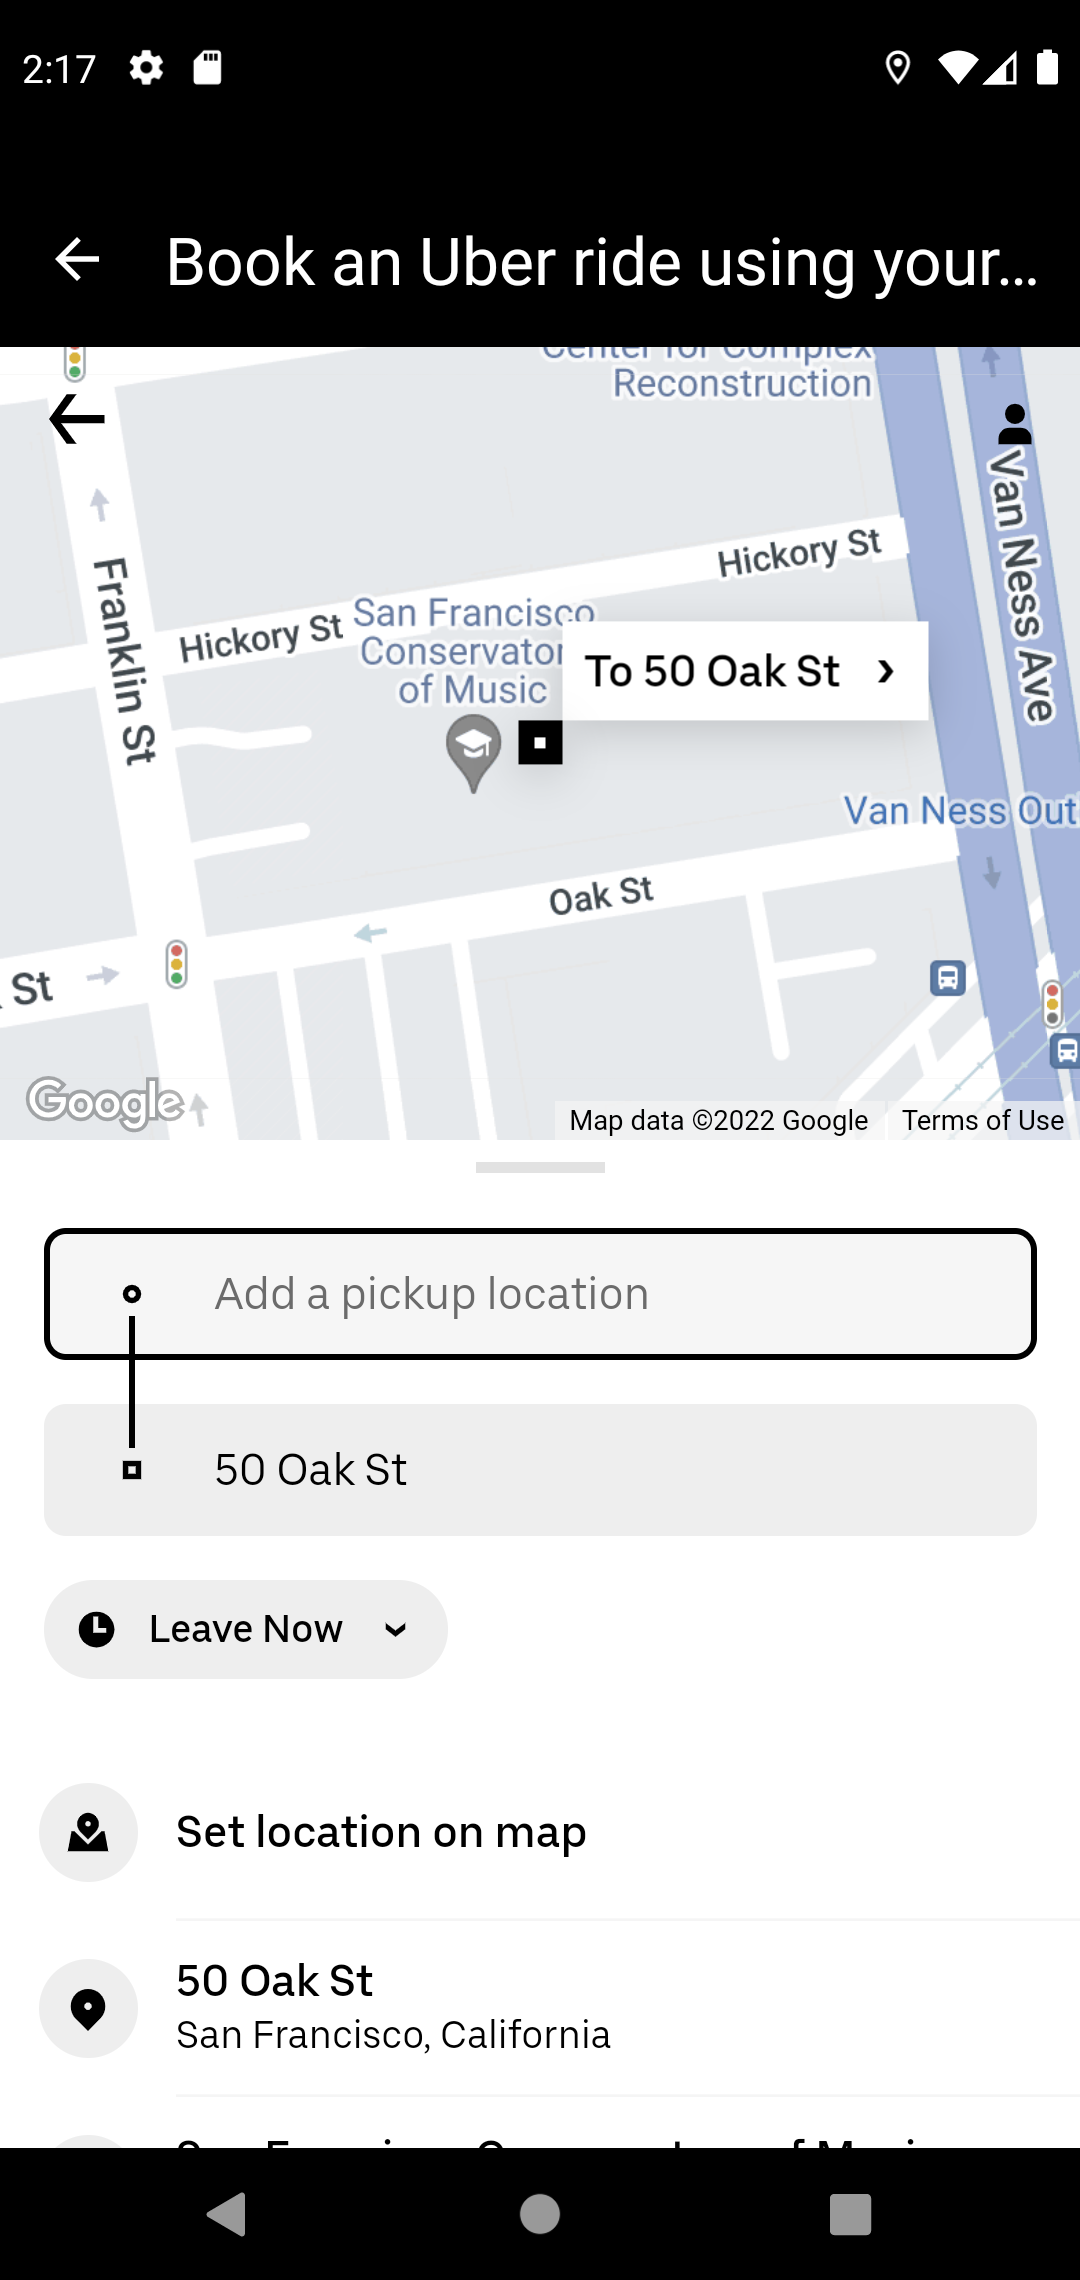 2:17
Book an Uber ride using your...
Center for Complex
Reconstruction
Van Ness Ave
Hickory St
Franklin St
Hickory St
San Francisco
Conservator
of Music
To 50 Oak St
Van Ness Out
Oak St
St
Google
Map data ©2022 Google
Terms of Use
Add a pickup location
50 Oak St
Leave Now
Set location on map
50 Oak St
San Francisco, California